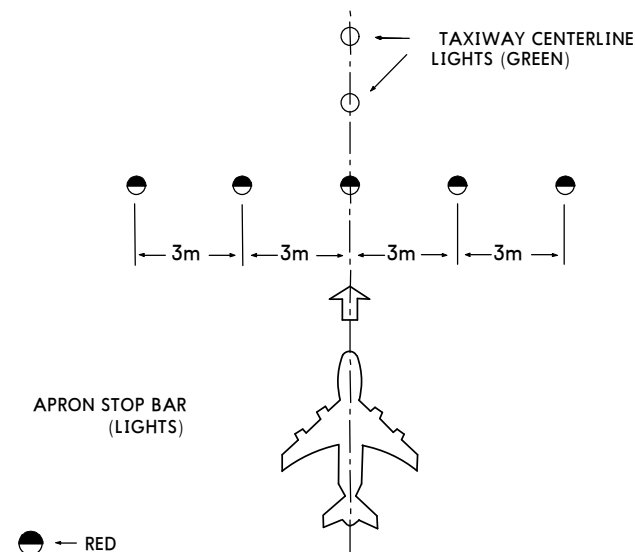 TAXIWAY CENTERLINE
LIGHTS (GREEN)
3m 3m 3m 3m
APRON STOP BAR
(LIGHTS)
RED